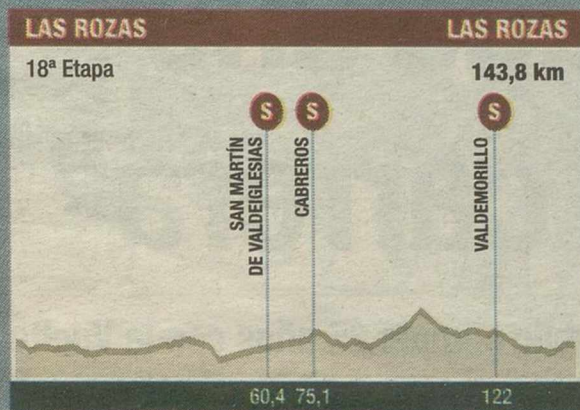 LAS ROZAS LAS ROZAS
18ª Etapa 143,8 km
S S S
SAN MARTÍN
DE VALDEIGLESIAS
CABREROS
VALDEMORILLO
60,4 75,1 122